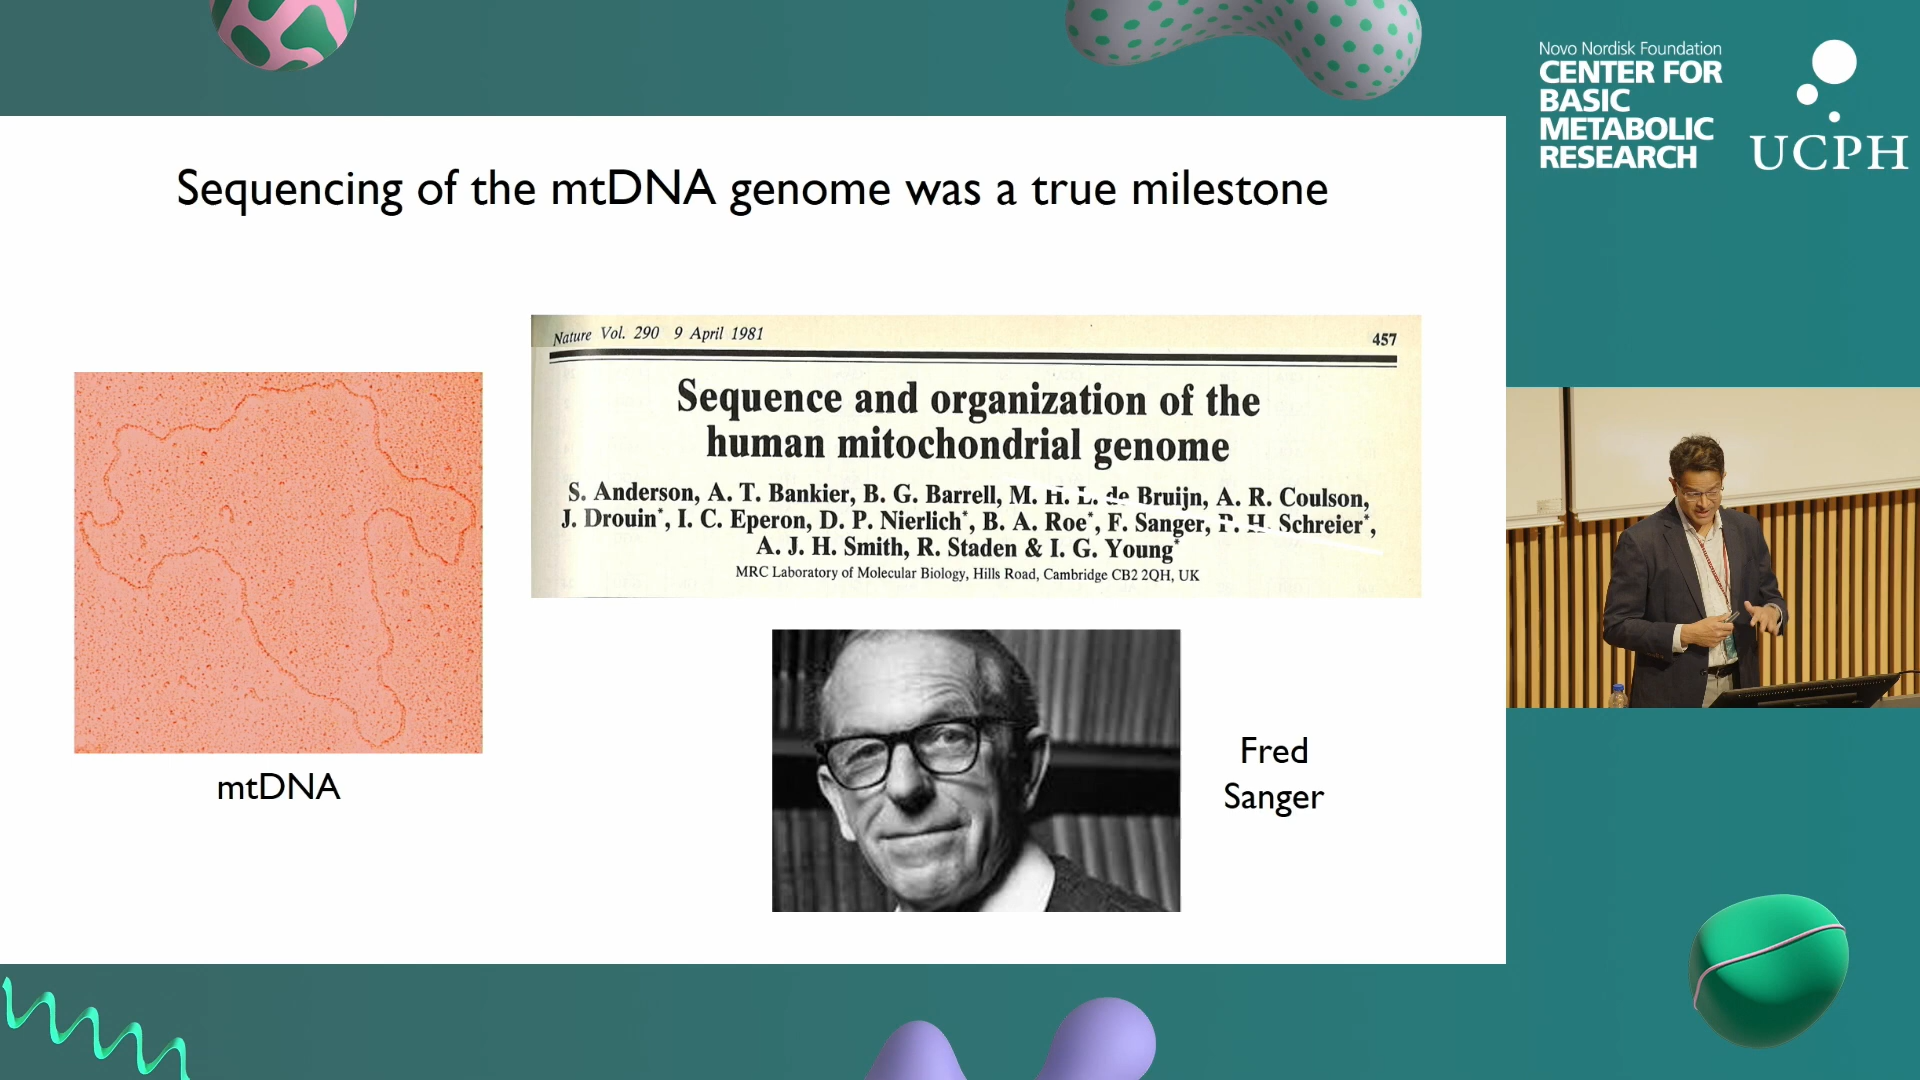 Sequencing of the mtDNA genome was a true milestone
Nature Vol. 290 9 April 1981
457
Sequence and organization of the
human mitochondrial genome
S. Anderson, A. T. Bankier, B. G. Barrell, M. H. L. de Bruijn, A. R. Coulson,
J. Drouin*, I. C. Eperon, D. P. Nierlich*, B. A. Roe*, F. Sanger, P. H. Schreier*,
A. J. H. Smith, R. Staden & I. G. Young*
MRC Laboratory of Molecular Biology, Hills Road, Cambridge CB2 2QH, UK
mtDNA
Fred
Sanger
Novo Nordisk Foundation
CENTER FOR
BASIC
METABOLIC
RESEARCH
UCPH